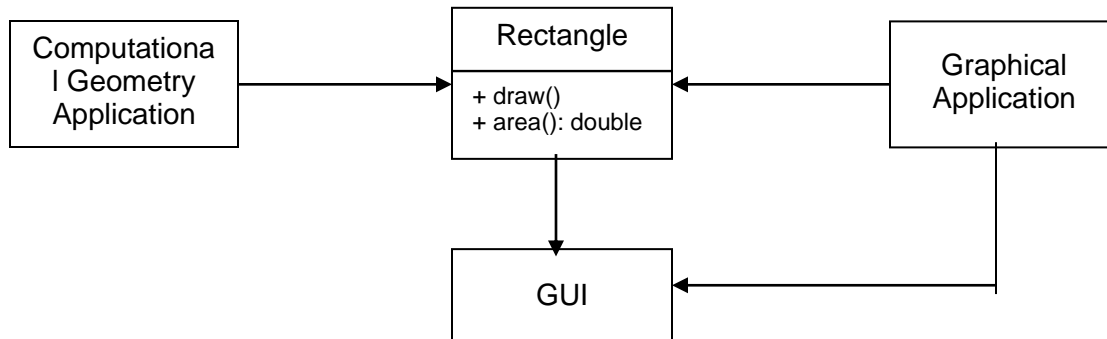 Computationa
l Geometry
Application
Rectangle
+ draw()
+ area(): double
Graphical
Application
GUI